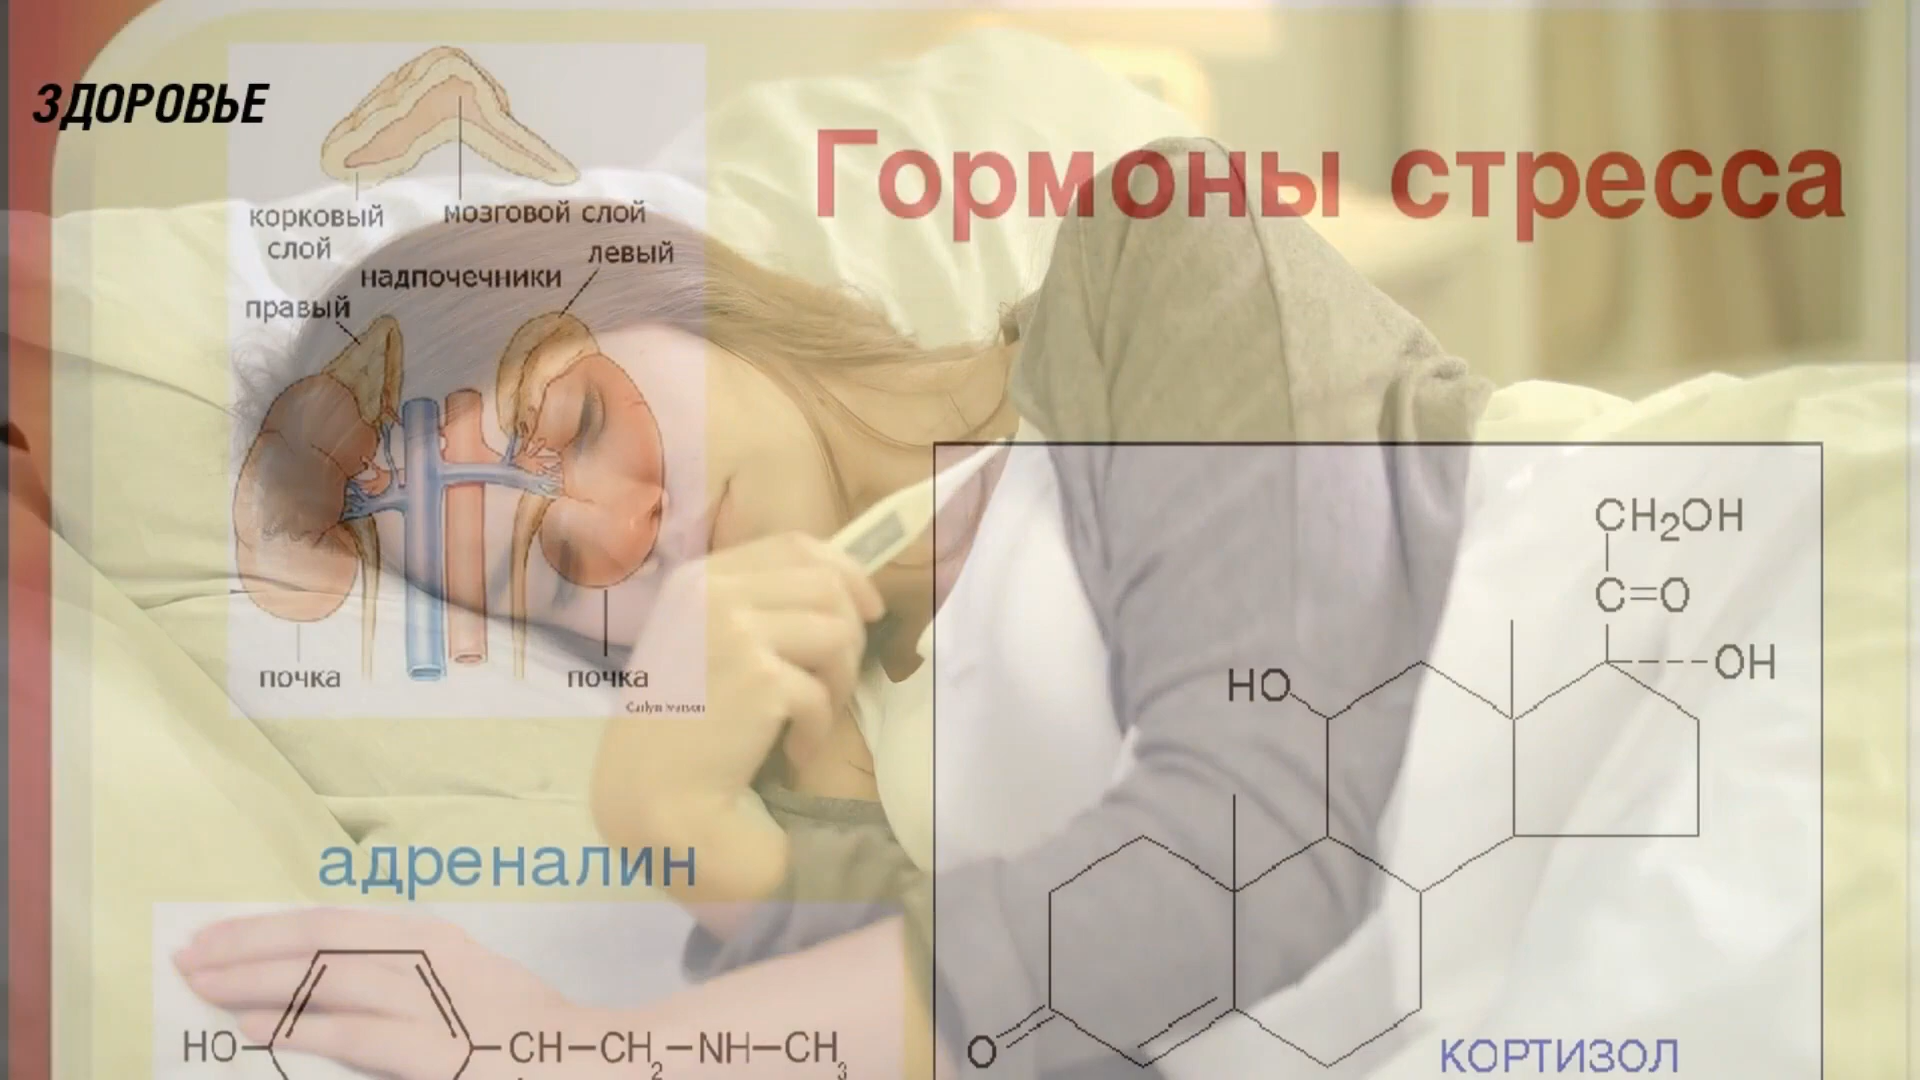 ЗДОРОВЬЕ
Гормоны стресса
корковый
слой
мозговой слой
левый
надпочечники
правый
почка
почка
адреналин
HO
CH
CH2
NH
CH3
CH2OH
C=O
OH
HO
O
КОРТИЗОЛ